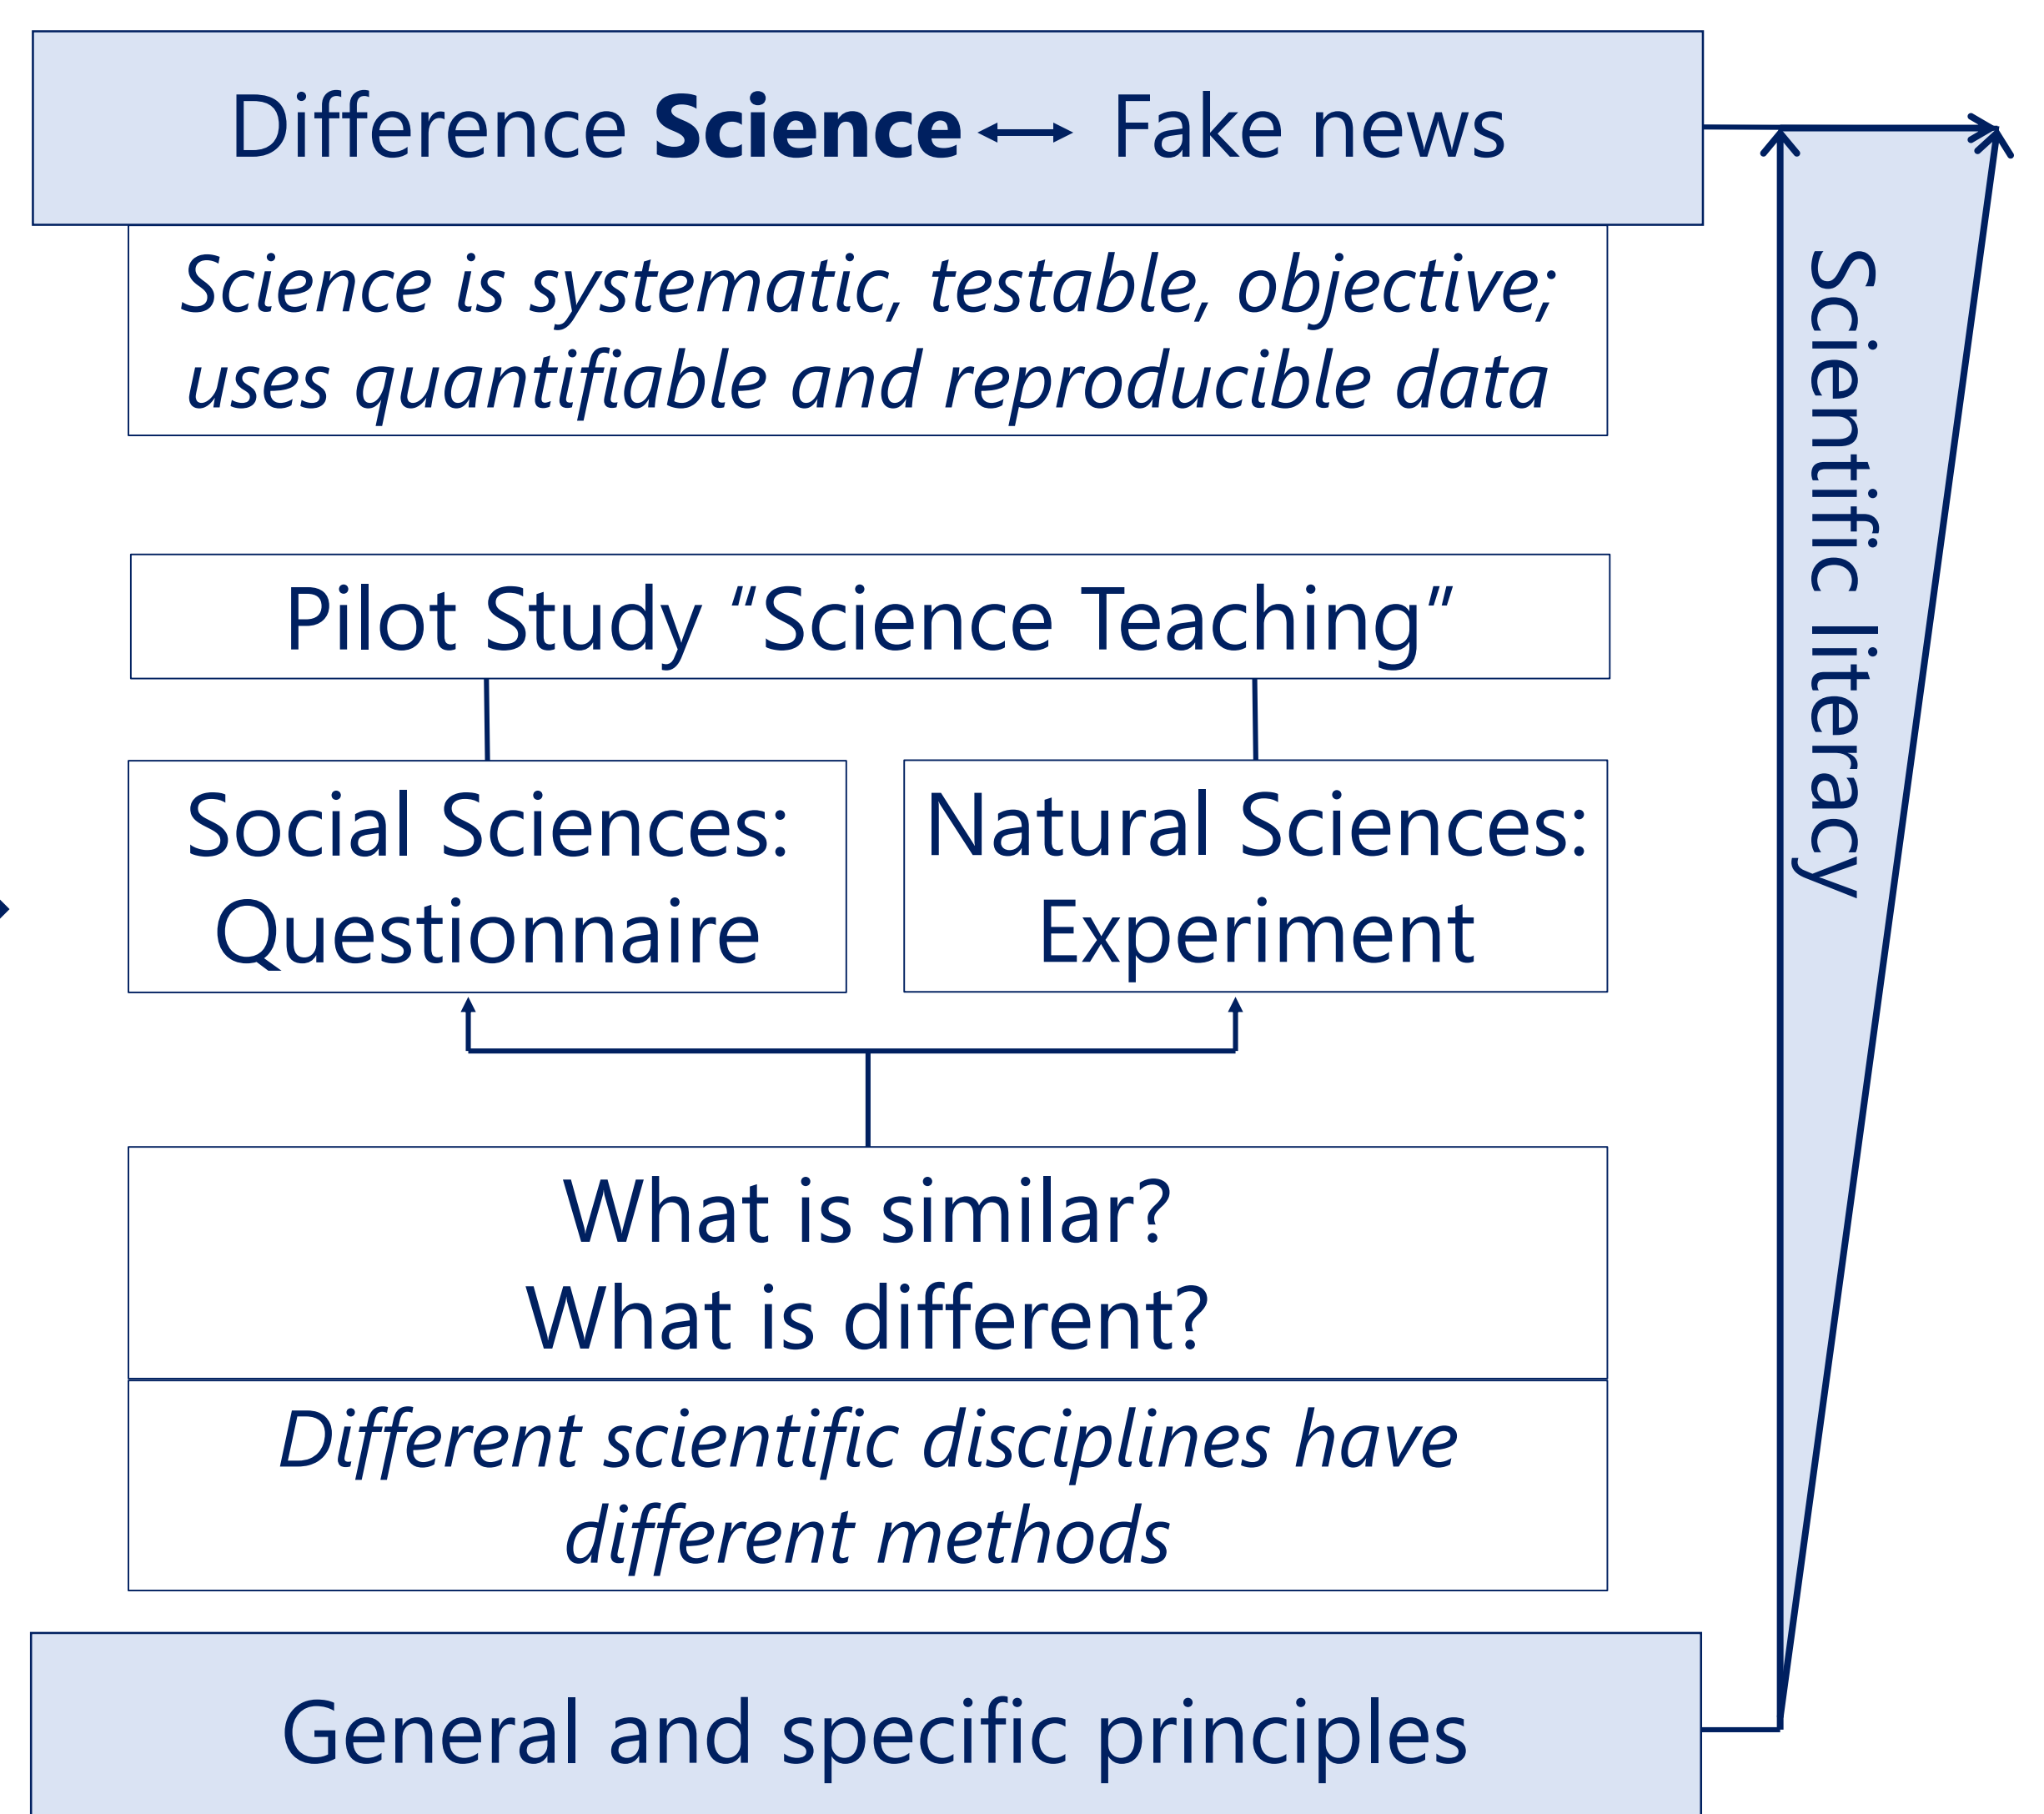 Difference Science ↔ Fake news
Science is systematic, testable, objective;
uses quantifiable and reproducible data
Pilot Study “Science Teaching“
Social Sciences:
Questionnaire
Natural Sciences:
Experiment
What is similar?
What is different?
Different scientific disciplines have
different methods
General and specific principles
Scientific literacy